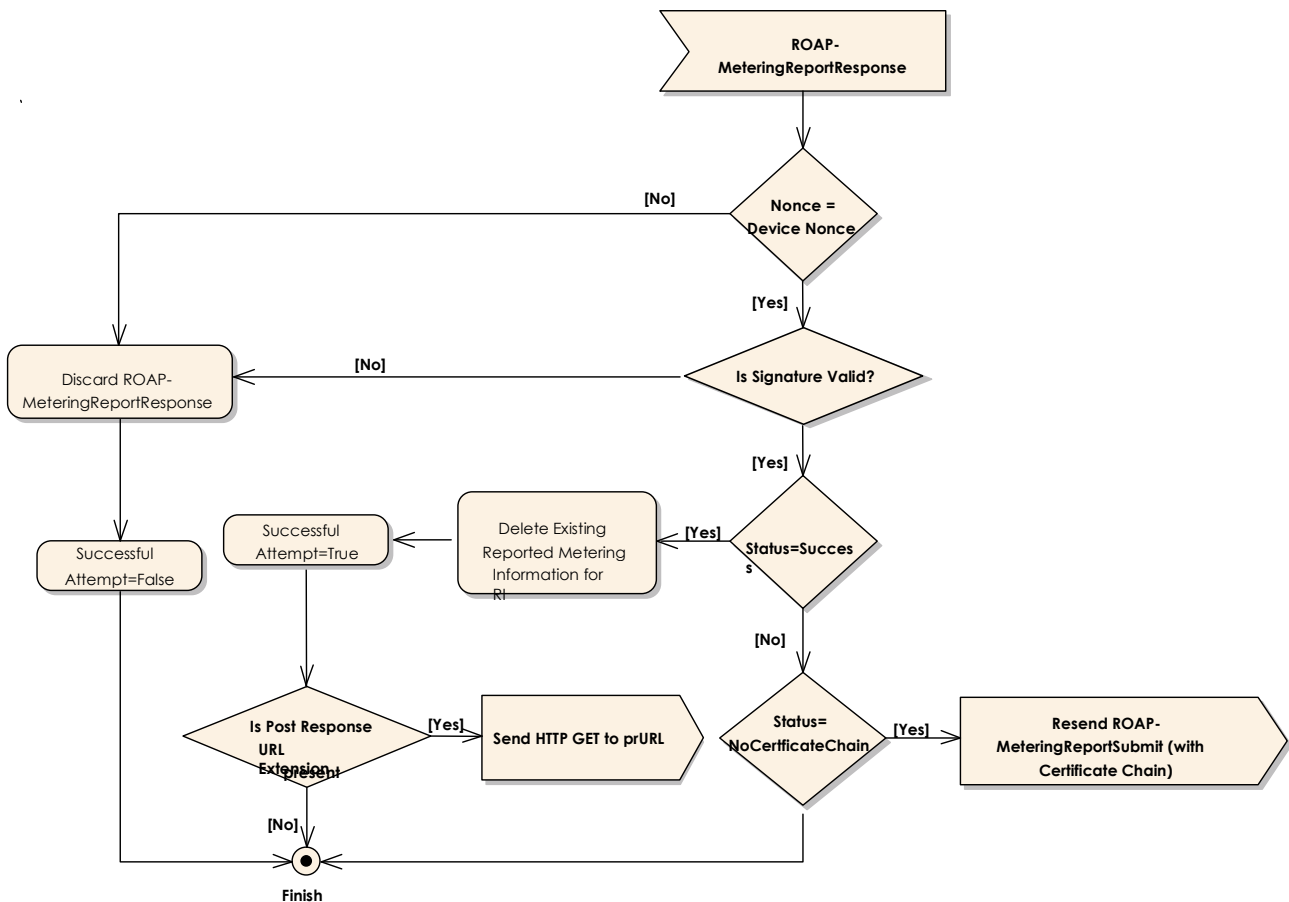 ROAP-
MeteringReportResponse
[No]
Nonce =
Device Nonce
[Yes]
[No]
Is Signature Valid?
Discard ROAP-
MeteringReportResponse
[Yes]
Successful
Attempt=False
Successful
Attempt=True
Delete Existing
Reported Metering
Information for
RI
[Yes]
Status=Succes
s
[No]
Is Post Response
URL
Extension
present
[Yes]
Send HTTP GET to prURL
Status=
NoCertficateChain
[Yes]
Resend ROAP-
MeteringReportSubmit (with
Certificate Chain)
[No]
Finish